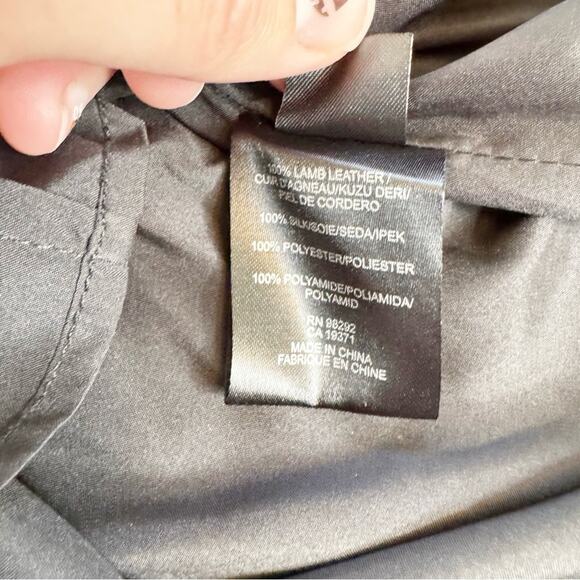 100% LAMB LEATHER/
CUIR D'AGNEAU/KUZU DERI/
PIEL DE CORDERO
100% SILK/SOIE/SEDA/IPEK
100% POLYESTER/POLIESTER
100% POLYAMIDE/POLIAMIDA/
POLYAMID
RN 98292
CA 19371
MADE IN CHINA
FABRIQUE EN CHINE